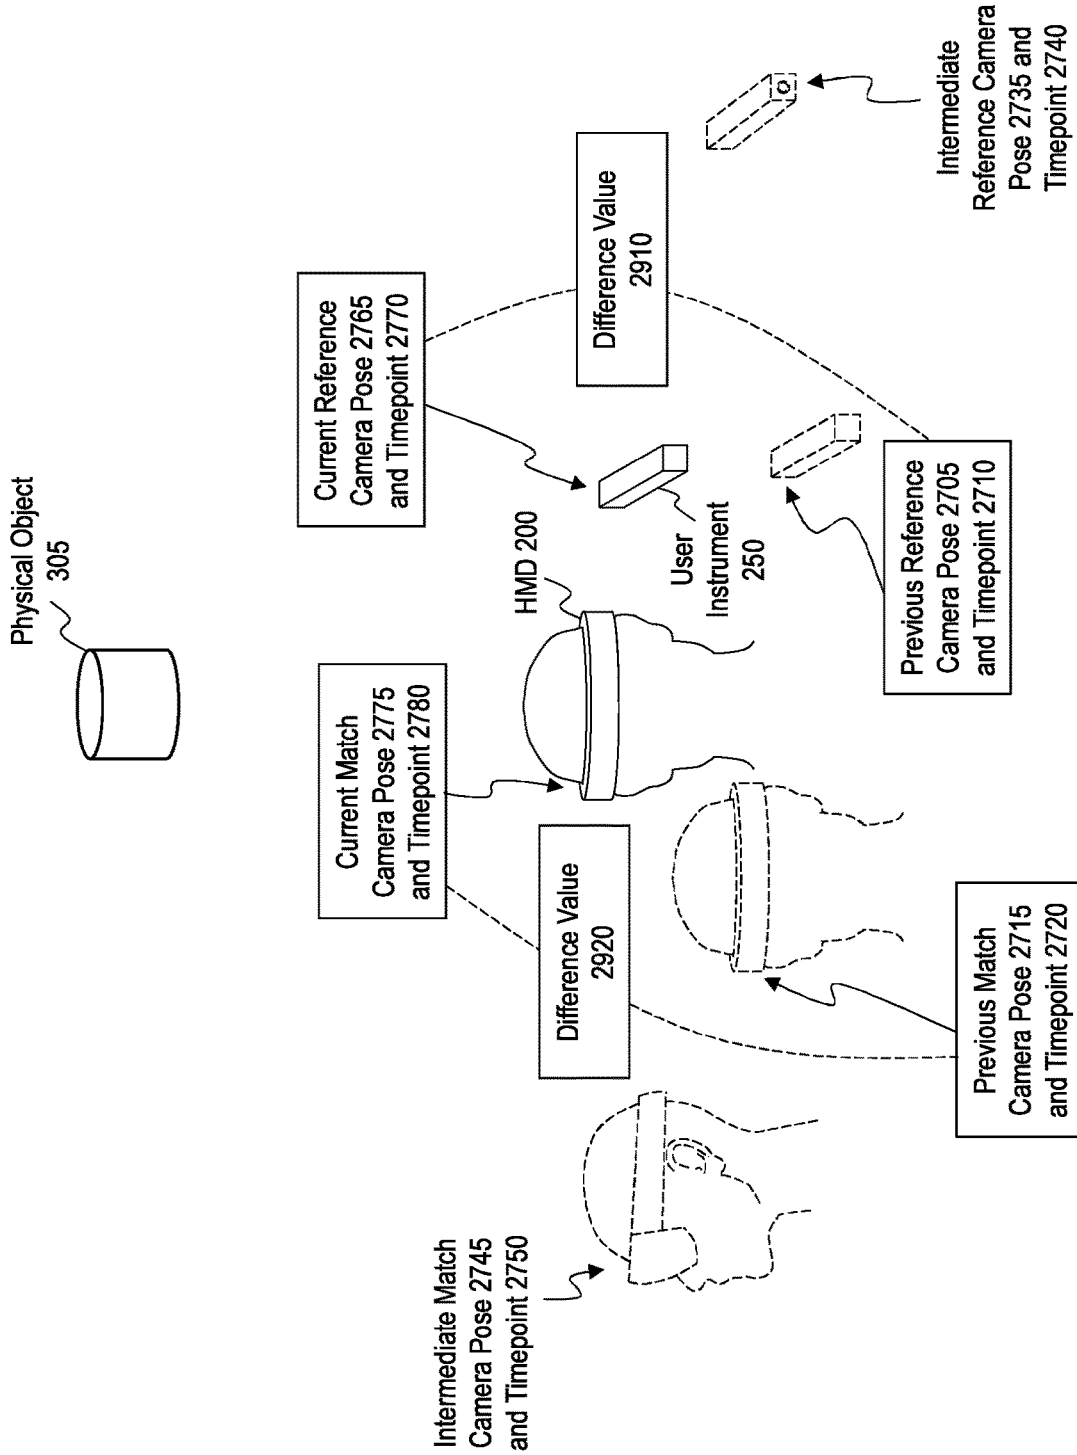 Physical Object
305
Current Match
Camera Pose 2775
and Timepoint 2780
Current Reference
Camera Pose 2765
and Timepoint 2770
Intermediate Match
Camera Pose 2745
and Timepoint 2750
Difference Value
2920
HMD 200
User
Instrument
250
Difference Value
2910
Previous Match
Camera Pose 2715
and Timepoint 2720
Previous Reference
Camera Pose 2705
and Timepoint 2710
Intermediate
Reference Camera
Pose 2735 and
Timepoint 2740